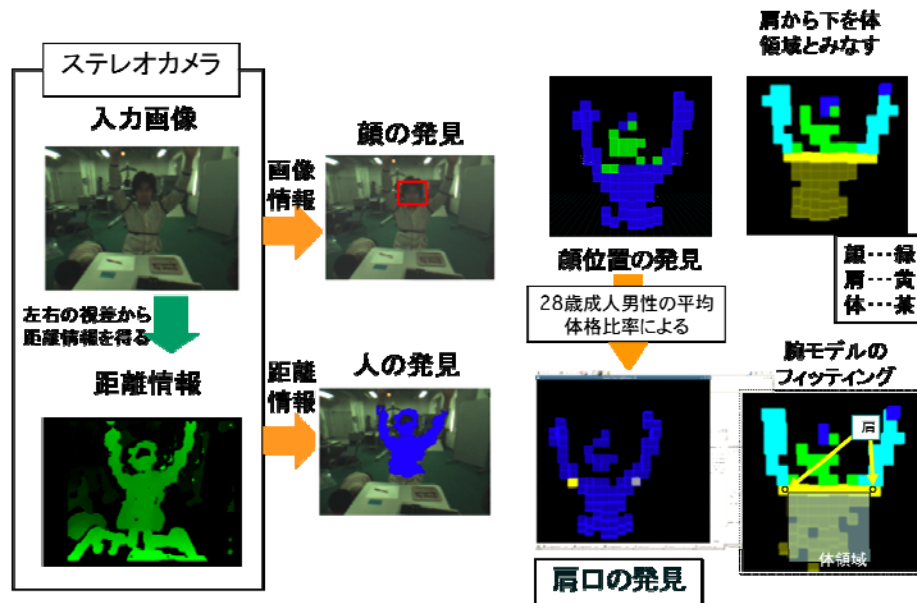 ステレオカメラ
入力画像
左右の視差から
距離情報を得る
距離情報
画像
情報
顔の発見
距離
情報
人の発見
顔位置の発見
28歳成人男性の平均
体格比率による
肩口の発見
肩から下を体
領域とみなす
顔・・・緑
肩・・・黄
体・・・茶
腕モデルの
フィッティング
肩
体領域